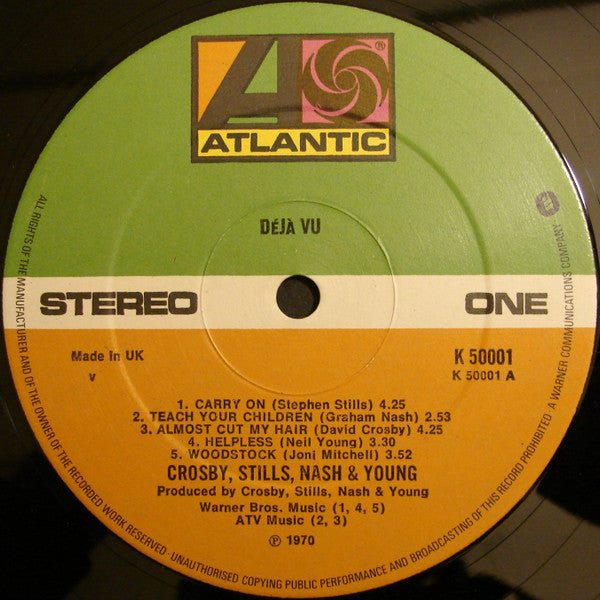 ATLANTIC
®
DÉJÀ VU
STEREO ONE
Made in UK K 50001
V K 50001 A
1. CARRY ON (Stephen Stills) 4.25
2. TEACH YOUR CHILDREN (Graham Nash) 2.53
3. ALMOST CUT MY HAIR (David Crosby) 4.25
4. HELPLESS (Neil Young) 3.30
5. WOODSTOCK (Joni Mitchell) 3.52
CROSBY, STILLS, NASH & YOUNG
Produced by Crosby, Stills, Nash & Young
Warner Bros. Music (1, 4, 5)
ATV Music (2, 3)
℗ 1970
ALL RIGHTS OF THE MANUFACTURER AND OF THE OWNER OF THE RECORDED WORK RESERVED · UNAUTHORISED COPYING PUBLIC PERFORMANCE AND BROADCASTING OF THIS RECORD PROHIBITED · A WARNER COMMUNICATIONS COMPANY